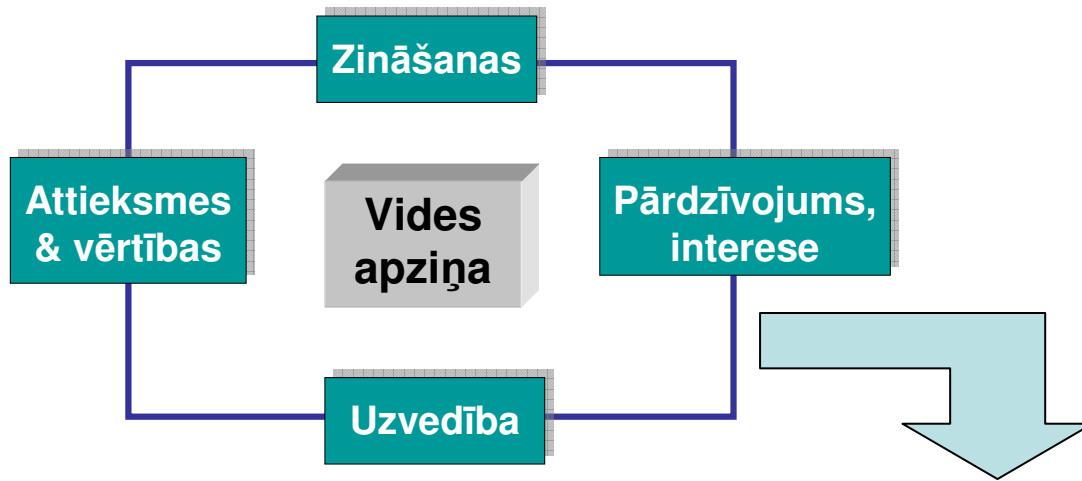 Zināšanas
Attieksmes
& vērtības
Vides
apziņa
Pārdzīvojums,
interese
Uzvedība